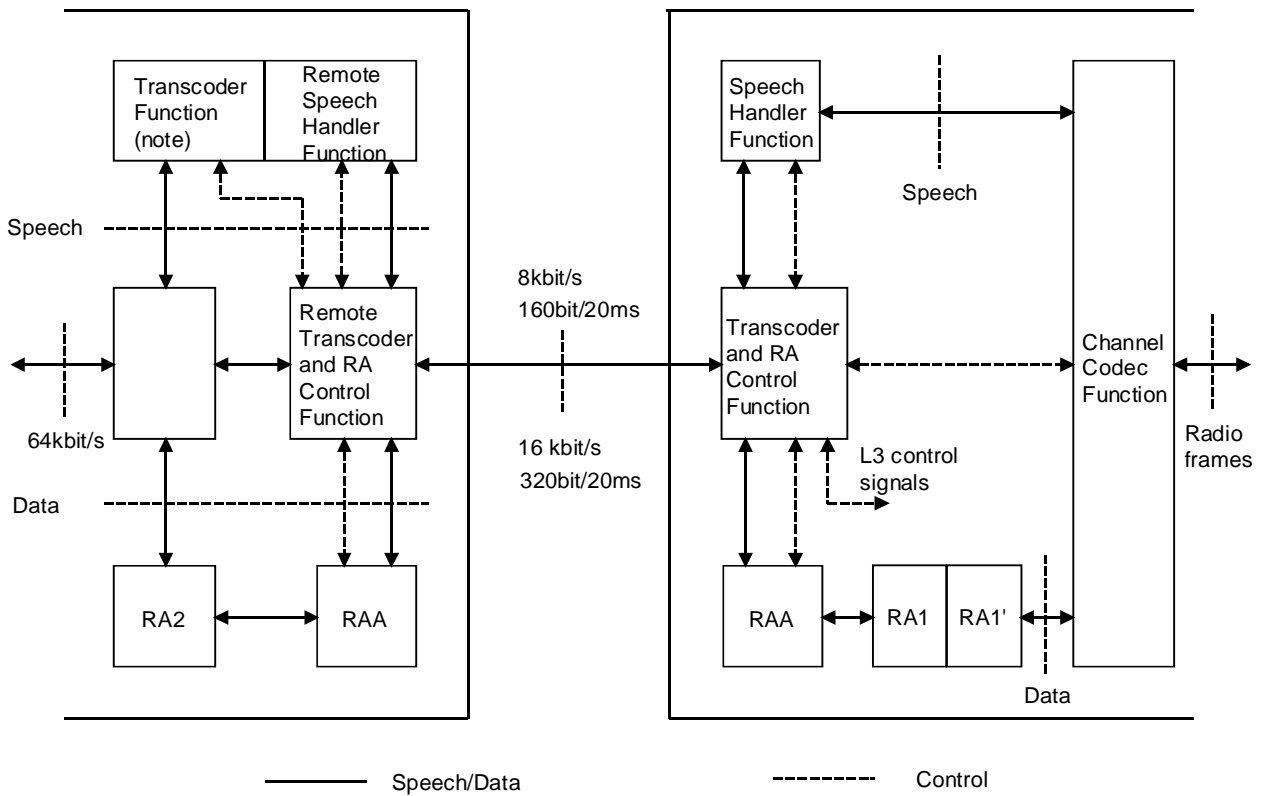 Transcoder
Function
(note)
Remote
Speech
Handler
Function
Speech
Handler
Function
Speech
Speech
8kbit/s
160bit/20ms
Remote
Transcoder
and RA
Control
Function
Transcoder
and RA
Control
Function
Channel
Codec
Function
64kbit/s
16 kbit/s
320bit/20ms
L3 control
signals
Radio
frames
Data
RA2
RAA
RAA
RA1
RA1'
Data
Speech/Data
Control